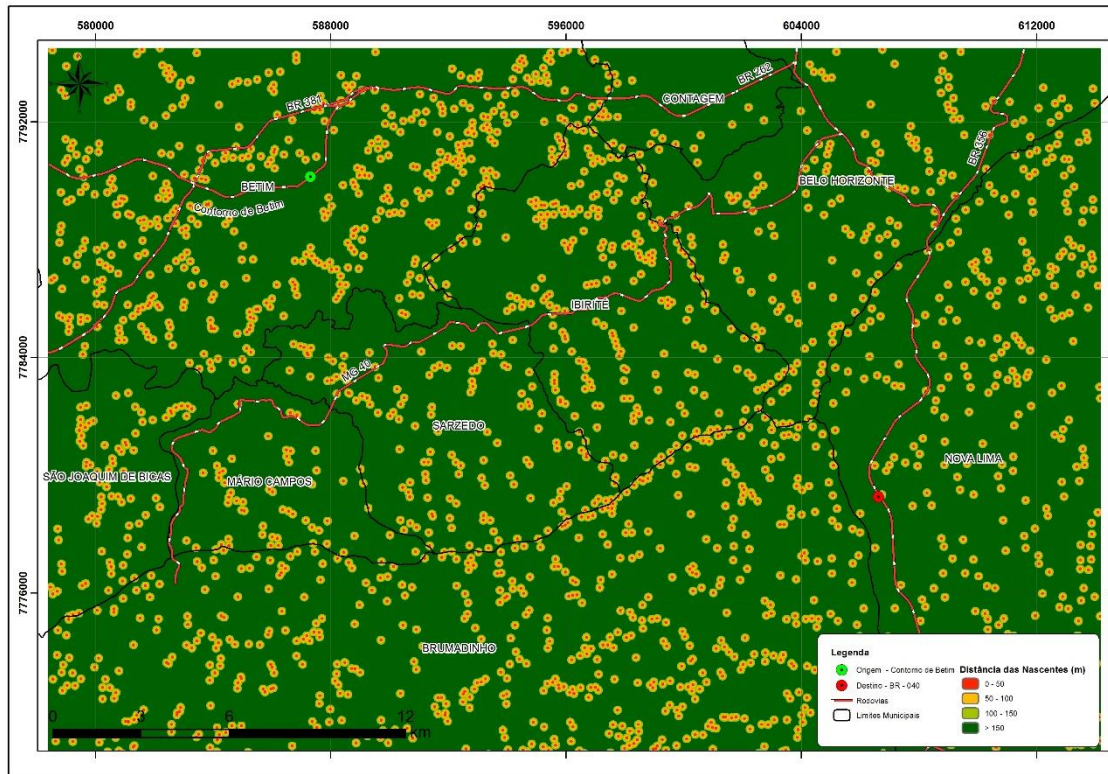 580000
588000
596000
604000
612000
7792000
7784000
7776000
BR 262
CONTAGEM
BR 381
BR 356
BETIM
BELO HORIZONTE
Contorno de Betim
IBIRITÉ
MG 40
SARZEDO
NOVA LIMA
SÃO JOAQUIM DE BICAS
MÁRIO CAMPOS
BRUMADINHO
0 3 6 12
km
Legenda
Origem - Contorno de Betim
Destino - BR - 040
Rodovias
Limites Municipais
Distância das Nascentes (m)
0 - 50
50 - 100
100 - 150
> 150